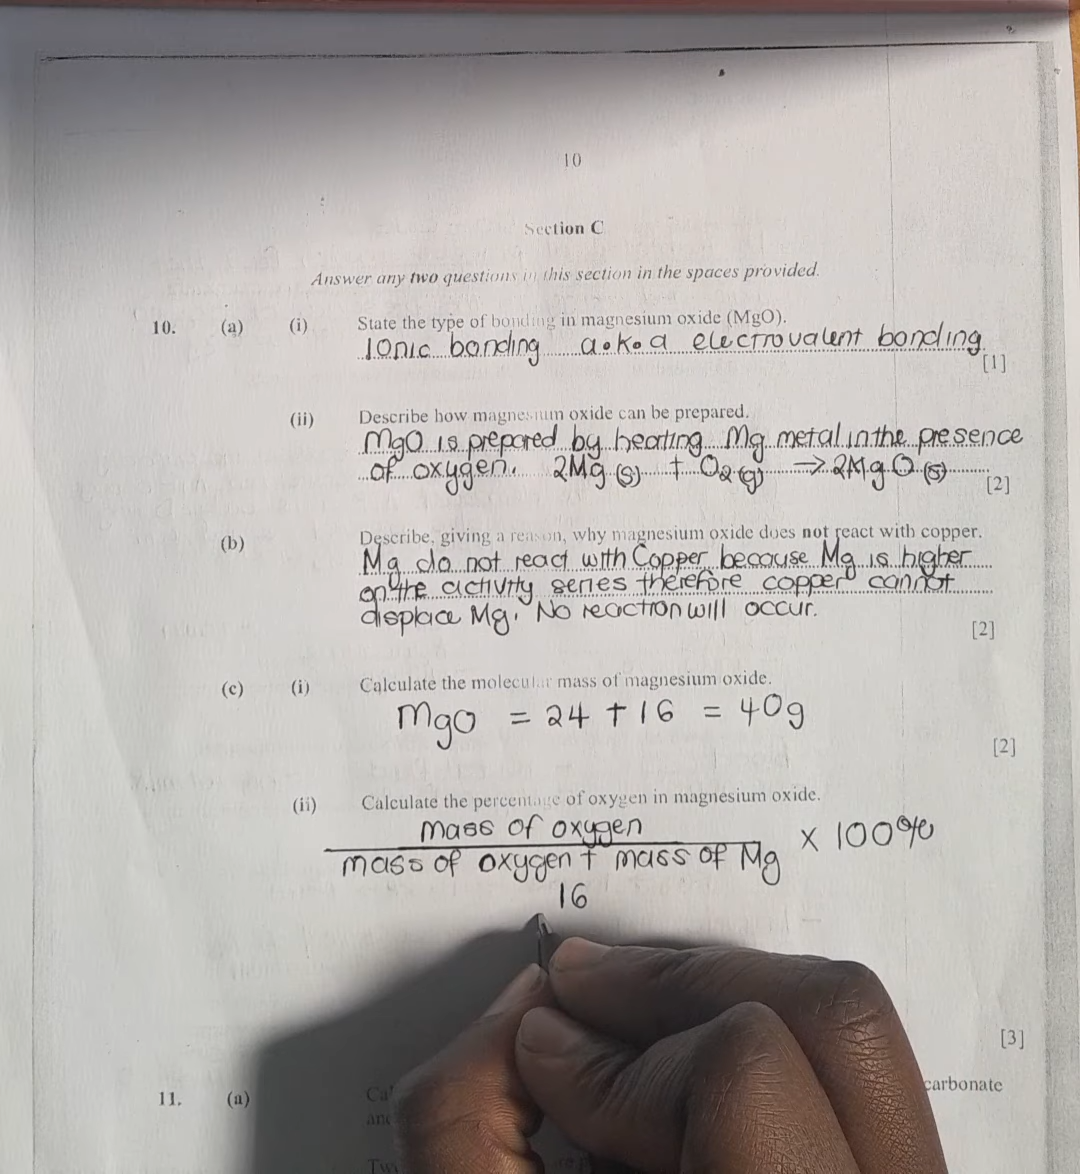 10
Section C
Answer any two questions in this section in the spaces provided.
10. (a) (i) State the type of bonding in magnesium oxide (MgO).
Ionic bonding a.k.a electrovalent bonding
[1]
(ii) Describe how magnesium oxide can be prepared.
MgO is prepared by heating Mg metal in the presence
of oxygen. 2Mg(s) + O2(g) → 2MgO(s)
[2]
(b) Describe, giving a reason, why magnesium oxide does not react with copper.
Mg do not react with Copper because Mg is higher
on the activity series therefore copper cannot
displace Mg. No reaction will occur.
[2]
(c) (i) Calculate the molecular mass of magnesium oxide.
MgO = 24 + 16 = 40g
[2]
(ii) Calculate the percentage of oxygen in magnesium oxide.
mass of oxygen
mass of oxygen + mass of Mg × 100%
16
[3]
11. (a) carbonate